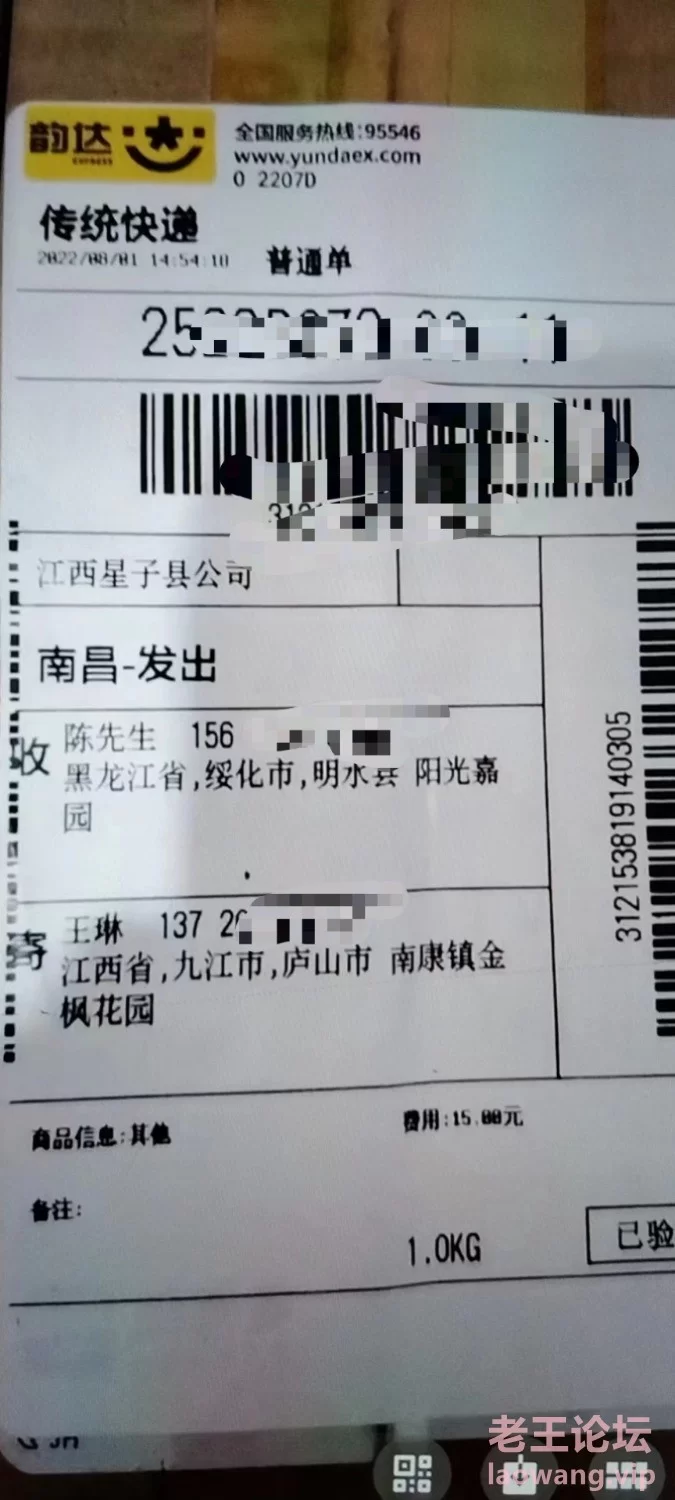 韵达
EXPRESS
全国服务热线:95546
www.yundaex.com
0 2207D
传统快递
2022/08/01 14:54:10 普通单
江西星子县公司
南昌-发出
收
陈先生 156
黑龙江省,绥化市,明水县 阳光嘉
园
寄
王琳 137 2
江西省,九江市,庐山市 南康镇金
枫花园
312153819140305
商品信息:其他
费用:15.00元
备注:
1.0KG
已验
老王论坛
laowang.vip